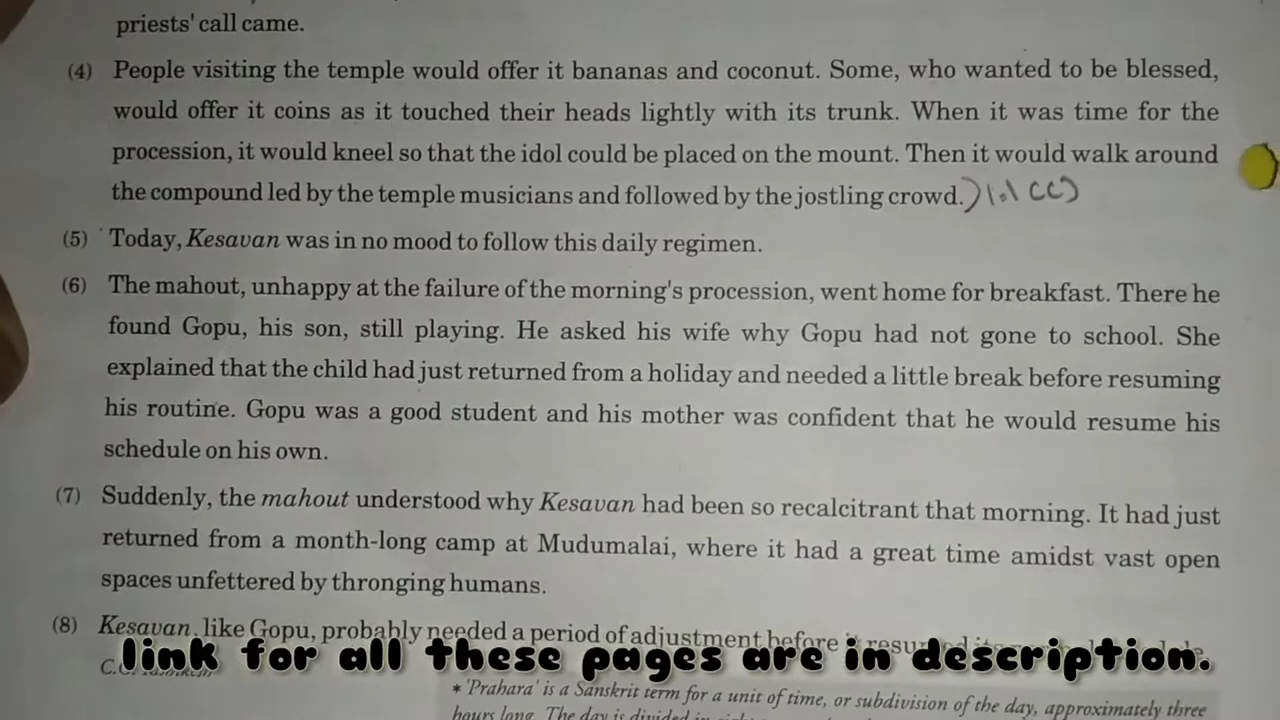 priests' call came.
(4) People visiting the temple would offer it bananas and coconut. Some, who wanted to be blessed,
would offer it coins as it touched their heads lightly with its trunk. When it was time for the
procession, it would kneel so that the idol could be placed on the mount. Then it would walk around
the compound led by the temple musicians and followed by the jostling crowd.)
(5) Today, Kesavan was in no mood to follow this daily regimen.
(6) The mahout, unhappy at the failure of the morning's procession, went home for breakfast. There he
found Gopu, his son, still playing. He asked his wife why Gopu had not gone to school. She
explained that the child had just returned from a holiday and needed a little break before resuming
his routine. Gopu was a good student and his mother was confident that he would resume his
schedule on his own.
(7) Suddenly, the mahout understood why Kesavan had been so recalcitrant that morning. It had just
returned from a month-long camp at Mudumalai, where it had a great time amidst vast open
spaces unfettered by thronging humans.
(8) Kesavan, like Gopu, probably needed a period of adjustment before
link for all these pages are in description.
* 'Prahara' is a Sanskrit term for a unit of time, or subdivision of the day, approximately three
hours long. The day is divided in